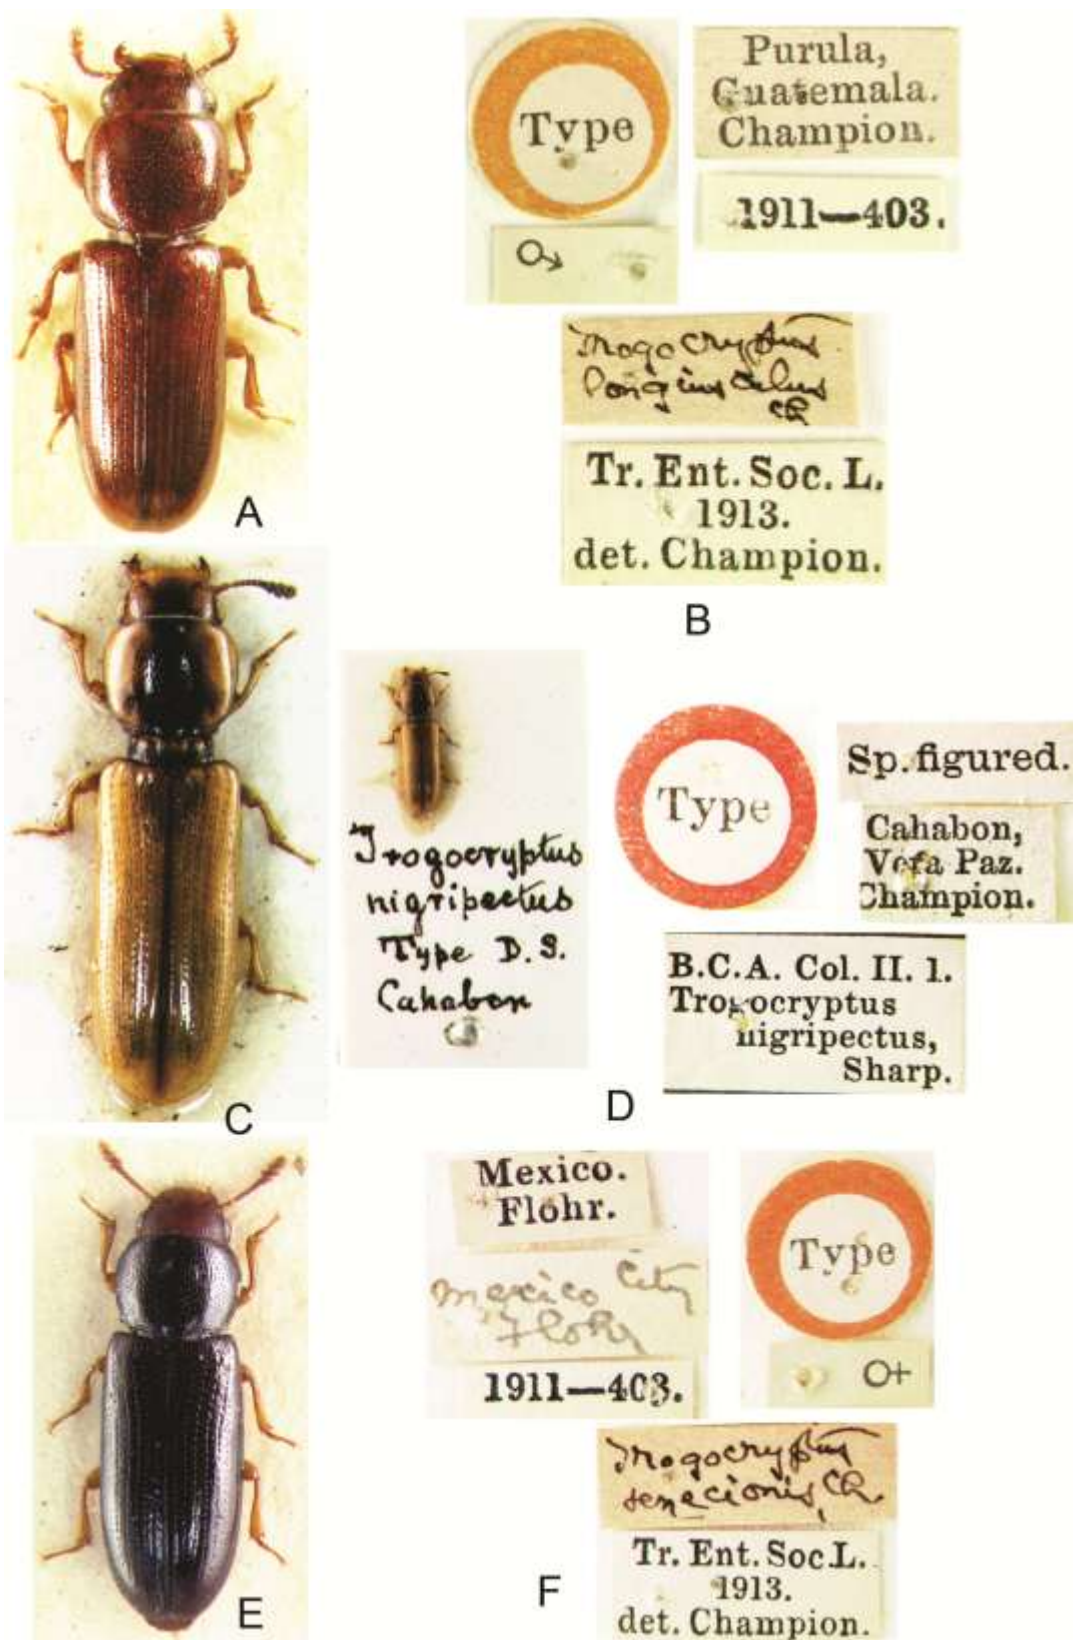 Type
♂
Purula,
Guatemala.
Champion.
1911—403.
Trogocryptus
longiusculus
Ch
Tr. Ent. Soc. L.
1913.
det. Champion.
A
B
Trogocryptus
nigripectus
Type D. S.
Cahabon
Type
Sp. figured.
Cahabon,
Vera Paz.
Champion.
B.C.A. Col. II. 1.
Trogocryptus
nigripectus,
Sharp.
C
D
Mexico.
Flohr.
Mexico City
Flohr
1911—403.
Type
♀
Trogocryptus
senecionis, Ch.
Tr. Ent. Soc. L.
1913.
det. Champion.
E
F